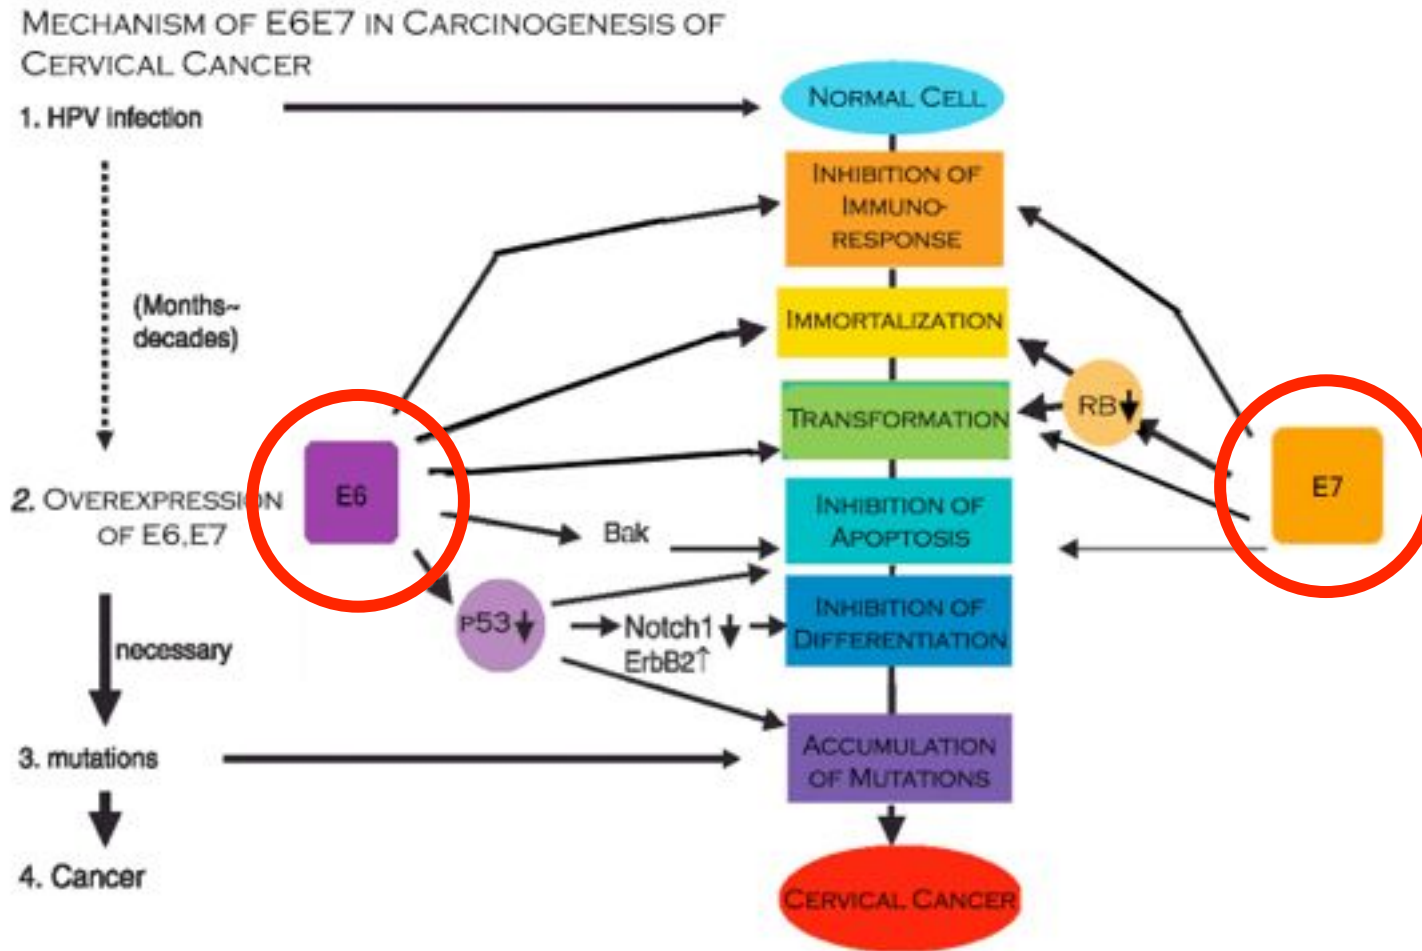 MECHANISM OF E6E7 IN CARCINOGENESIS OF
CERVICAL CANCER
1. HPV infection
NORMAL CELL
INHIBITION OF
IMMUNO-
RESPONSE
(Months~
decades)
IMMORTALIZATION
TRANSFORMATION
RB
2. OVEREXPRESSION
OF E6,E7
E6
E7
Bak
INHIBITION OF
APOPTOSIS
P53
Notch1
ErbB2↑
INHIBITION OF
DIFFERENTIATION
necessary
3. mutations
ACCUMULATION
OF MUTATIONS
4. Cancer
CERVICAL CANCER